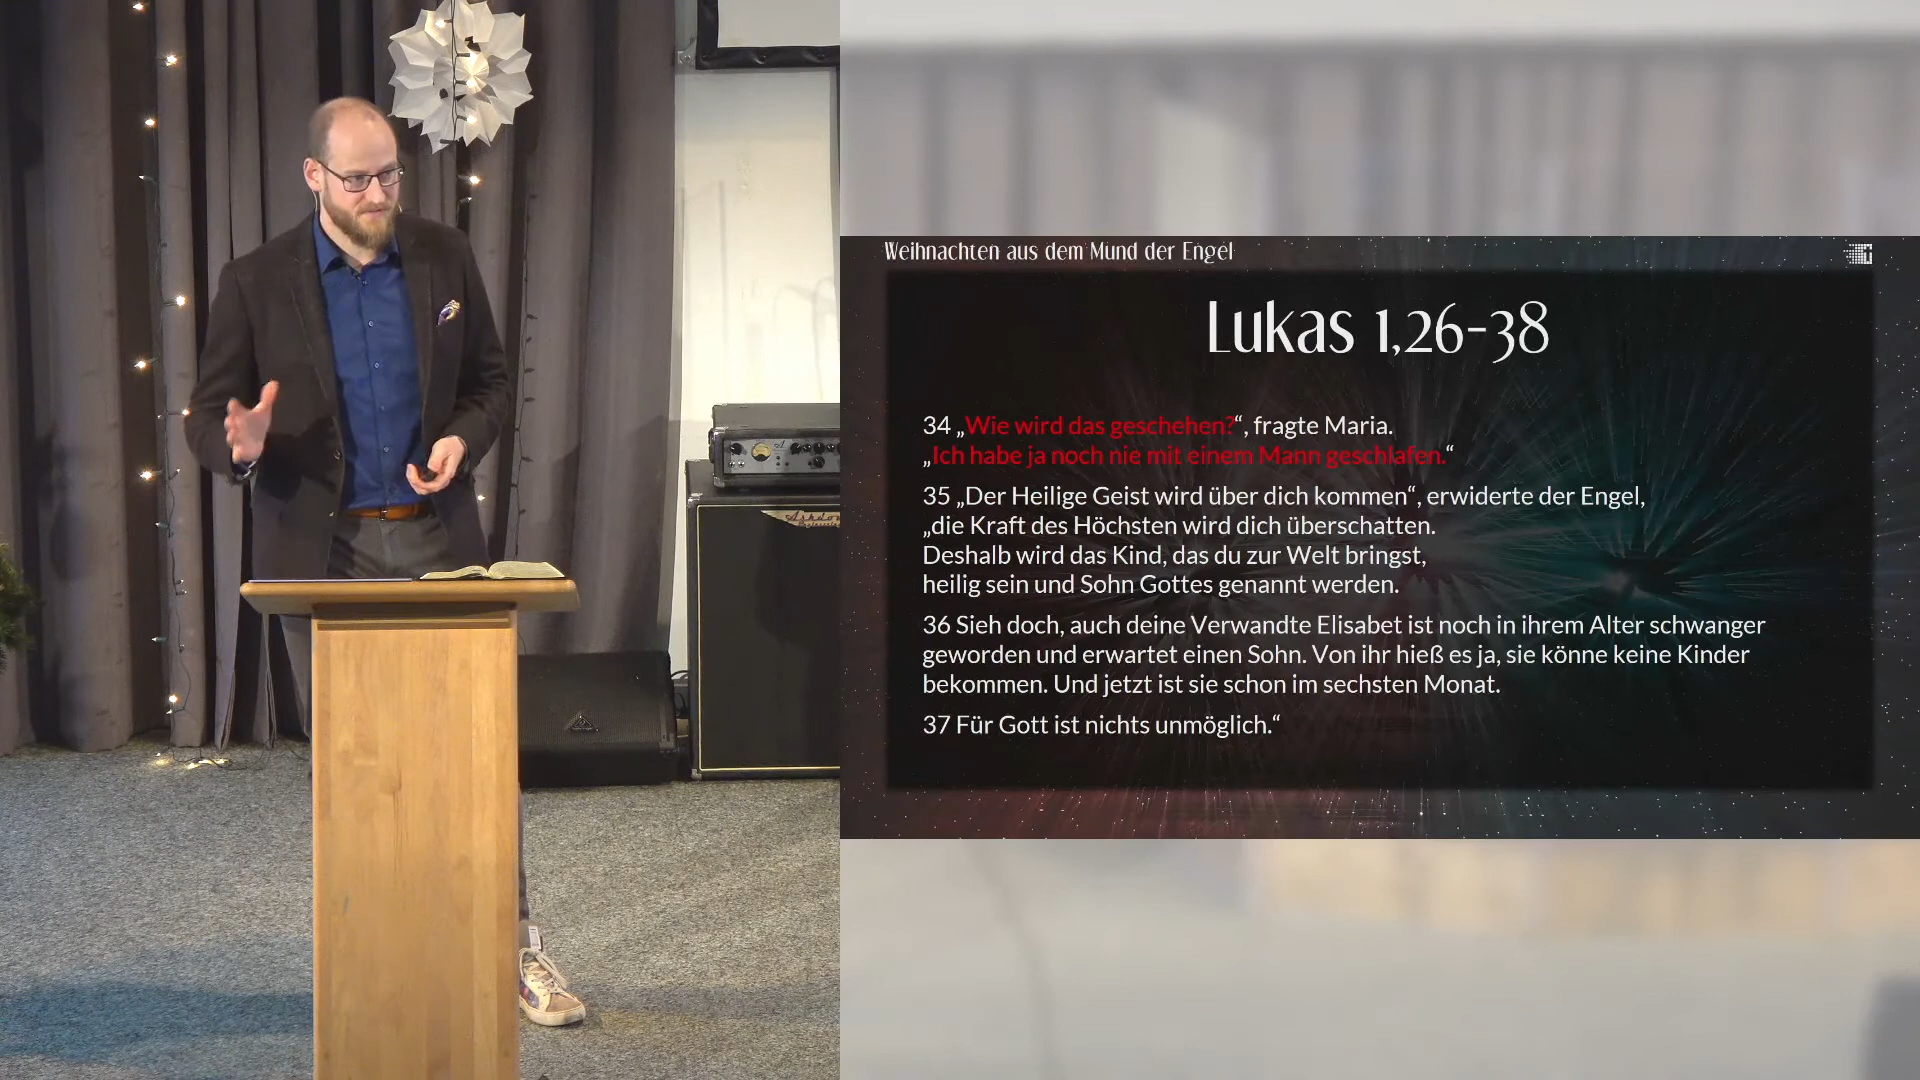 Weihnachten aus dem Mund der Engel
Lukas 1,26-38
34 „Wie wird das geschehen?“, fragte Maria.
„Ich habe ja noch nie mit einem Mann geschlafen.“
35 „Der Heilige Geist wird über dich kommen“, erwiderte der Engel,
„die Kraft des Höchsten wird dich überschatten.
Deshalb wird das Kind, das du zur Welt bringst,
heilig sein und Sohn Gottes genannt werden.
36 Sieh doch, auch deine Verwandte Elisabet ist noch in ihrem Alter schwanger
geworden und erwartet einen Sohn. Von ihr hieß es ja, sie könne keine Kinder
bekommen. Und jetzt ist sie schon im sechsten Monat.
37 Für Gott ist nichts unmöglich.“